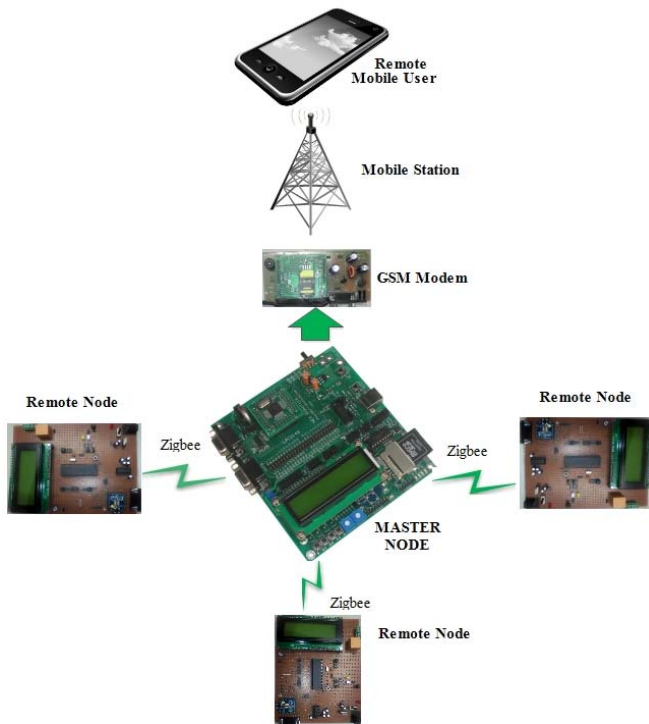 Remote
Mobile User
Mobile Station
GSM Modem
Remote Node
Remote Node
Zigbee
Zigbee
MASTER
NODE
Zigbee
Remote Node